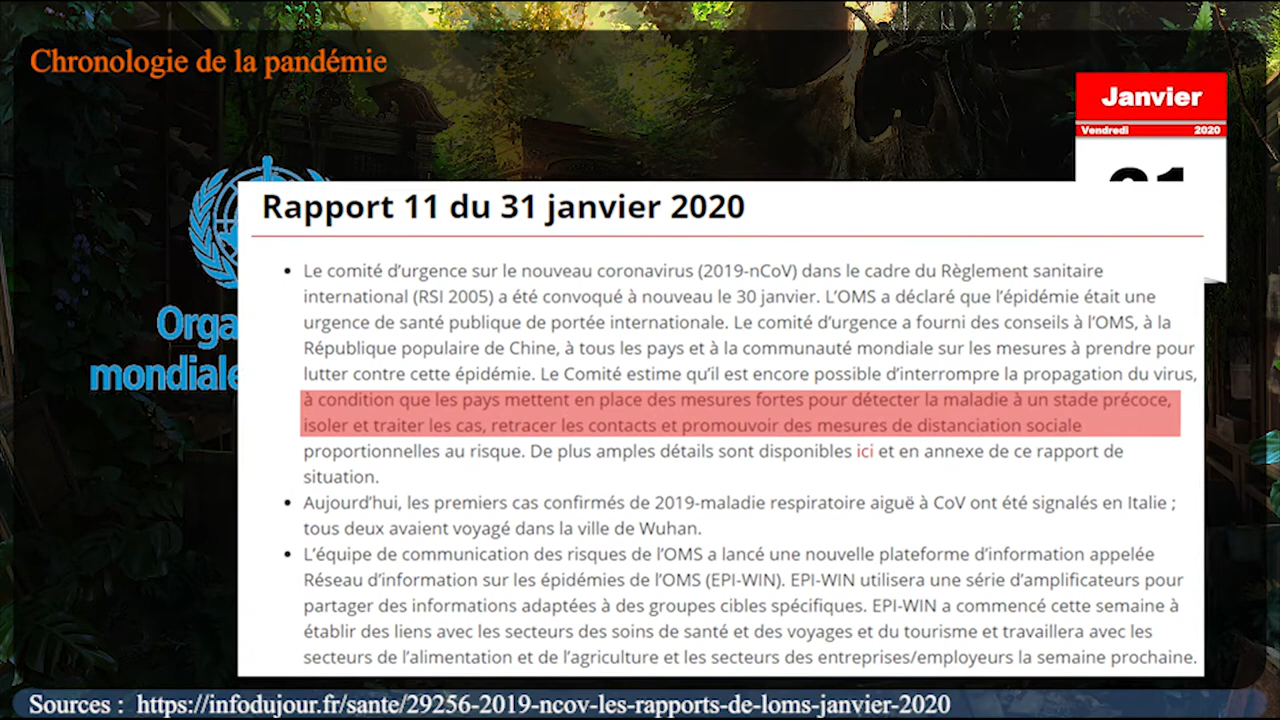 Chronologie de la pandémie
Janvier
Vendredi 2020
31
Orga
mondiale
Rapport 11 du 31 janvier 2020
• Le comité d'urgence sur le nouveau coronavirus (2019-nCoV) dans le cadre du Règlement sanitaire
international (RSI 2005) a été convoqué à nouveau le 30 janvier. L'OMS a déclaré que l'épidémie était une
urgence de santé publique de portée internationale. Le comité d'urgence a fourni des conseils à l'OMS, à la
République populaire de Chine, à tous les pays et à la communauté mondiale sur les mesures à prendre pour
lutter contre cette épidémie. Le Comité estime qu'il est encore possible d'interrompre la propagation du virus,
à condition que les pays mettent en place des mesures fortes pour détecter la maladie à un stade précoce,
isoler et traiter les cas, retracer les contacts et promouvoir des mesures de distanciation sociale
proportionnelles au risque. De plus amples détails sont disponibles ici et en annexe de ce rapport de
situation.
• Aujourd'hui, les premiers cas confirmés de 2019-maladie respiratoire aiguë à CoV ont été signalés en Italie ;
tous deux avaient voyagé dans la ville de Wuhan.
• L'équipe de communication des risques de l'OMS a lancé une nouvelle plateforme d'information appelée
Réseau d'information sur les épidémies de l'OMS (EPI-WIN). EPI-WIN utilisera une série d'amplificateurs pour
partager des informations adaptées à des groupes cibles spécifiques. EPI-WIN a commencé cette semaine à
établir des liens avec les secteurs des soins de santé et des voyages et du tourisme et travaillera avec les
secteurs de l'alimentation et de l'agriculture et les secteurs des entreprises/employeurs la semaine prochaine.
Sources : https://infodujour.fr/sante/29256-2019-ncov-les-rapports-de-loms-janvier-2020